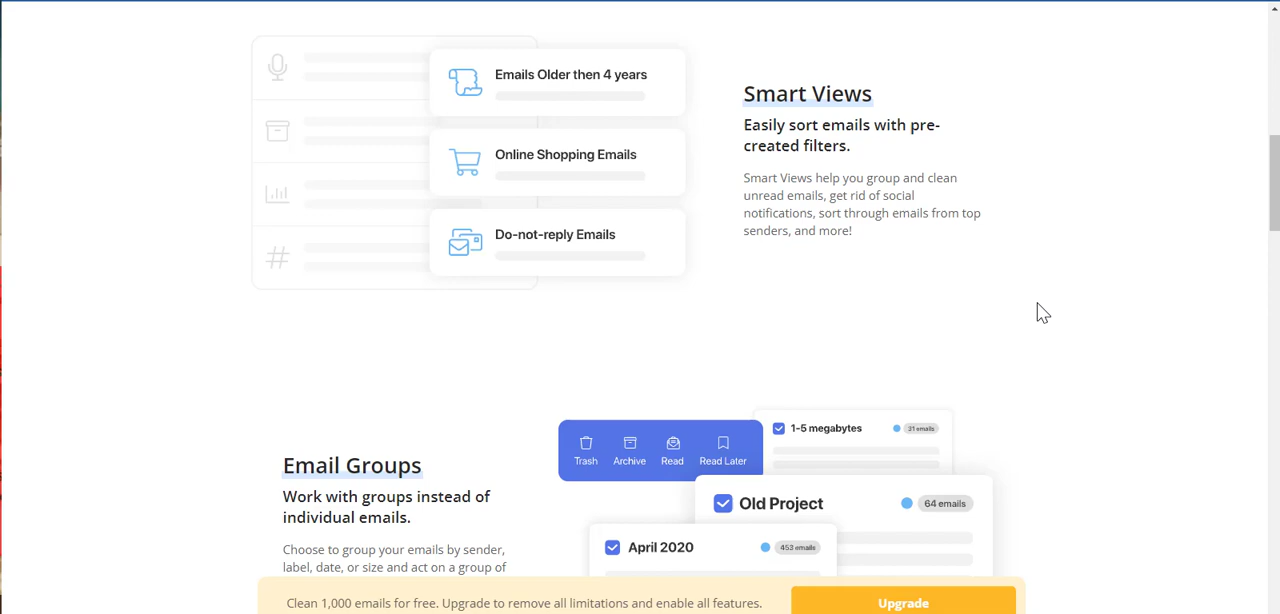 Emails Older then 4 years
Online Shopping Emails
Do-not-reply Emails
Smart Views
Easily sort emails with pre-
created filters.
Smart Views help you group and clean
unread emails, get rid of social
notifications, sort through emails from top
senders, and more!
Email Groups
Work with groups instead of
individual emails.
Choose to group your emails by sender,
label, date, or size and act on a group of
Trash Archive Read Read Later
1-5 megabytes 31 emails
Old Project 64 emails
April 2020 453 emails
Clean 1,000 emails for free. Upgrade to remove all limitations and enable all features.
Upgrade